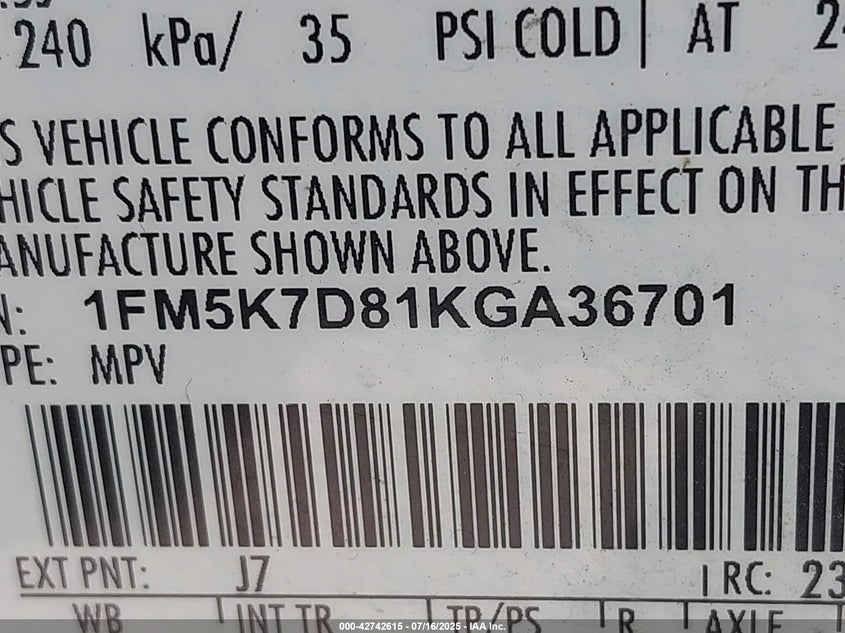 240 kPa/ 35 PSI COLD AT
S VEHICLE CONFORMS TO ALL APPLICABLE
HICLE SAFETY STANDARDS IN EFFECT ON TH
ANUFACTURE SHOWN ABOVE.
N: 1FM5K7D81KGA36701
PE: MPV
EXT PNT: J7 RC: 23
WB INT TR TP/PS R AXLE
000-42742615 - 07/16/2025 - IAA Inc.